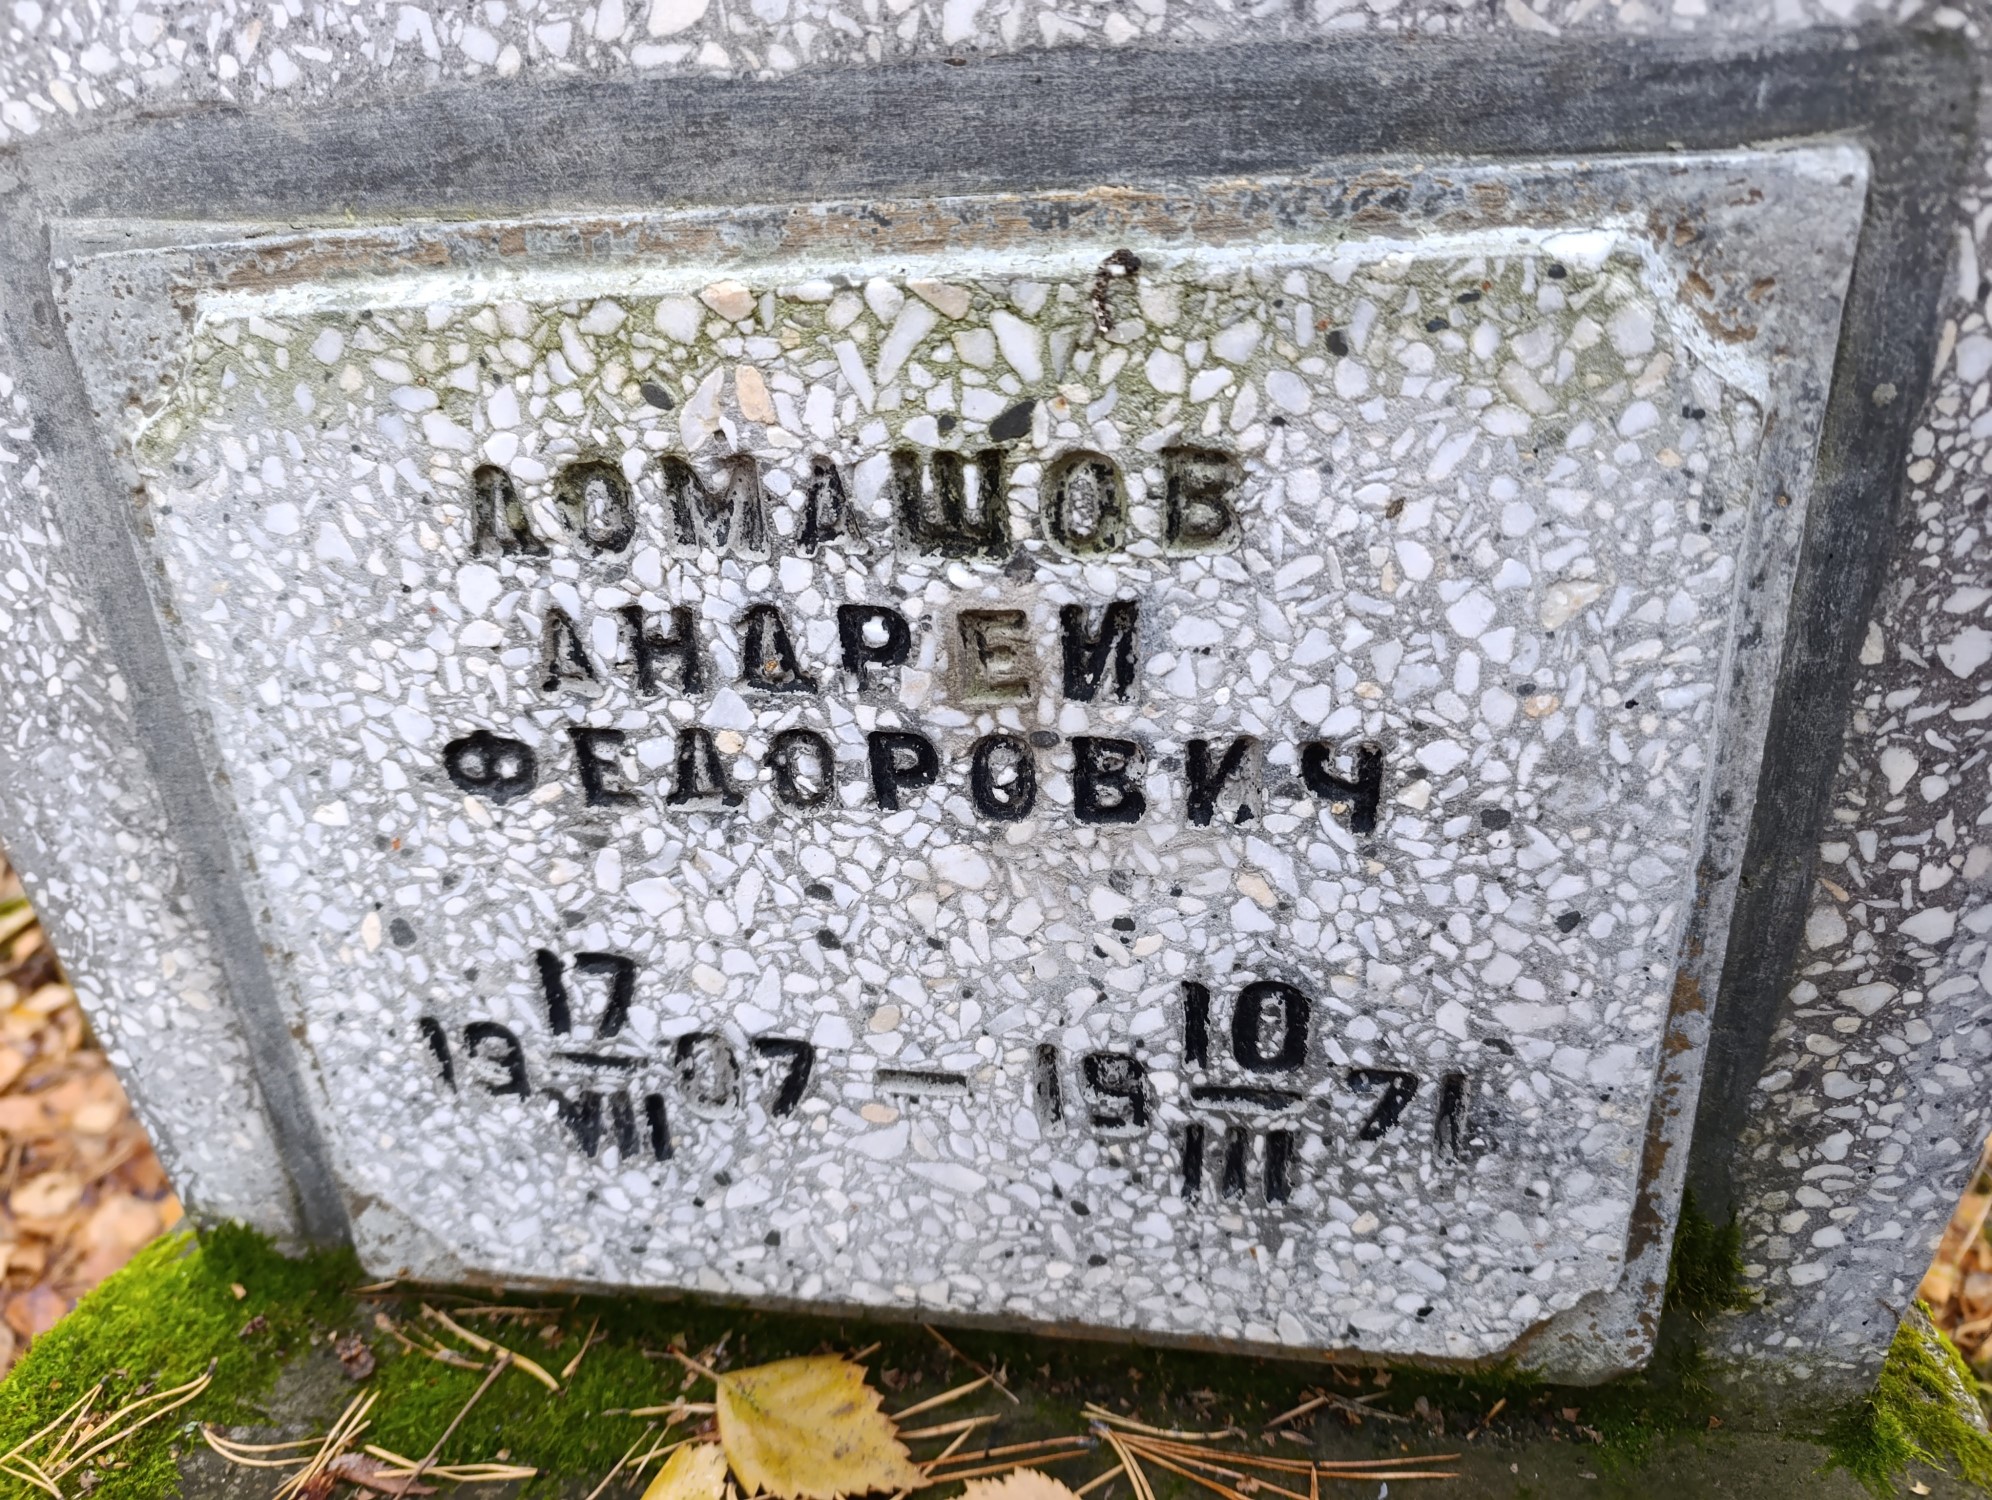 ДОМАШОВ
АНДРЕИ
ФЕДОРОВИЧ
19 17/VII 07 — 19 10/III 71